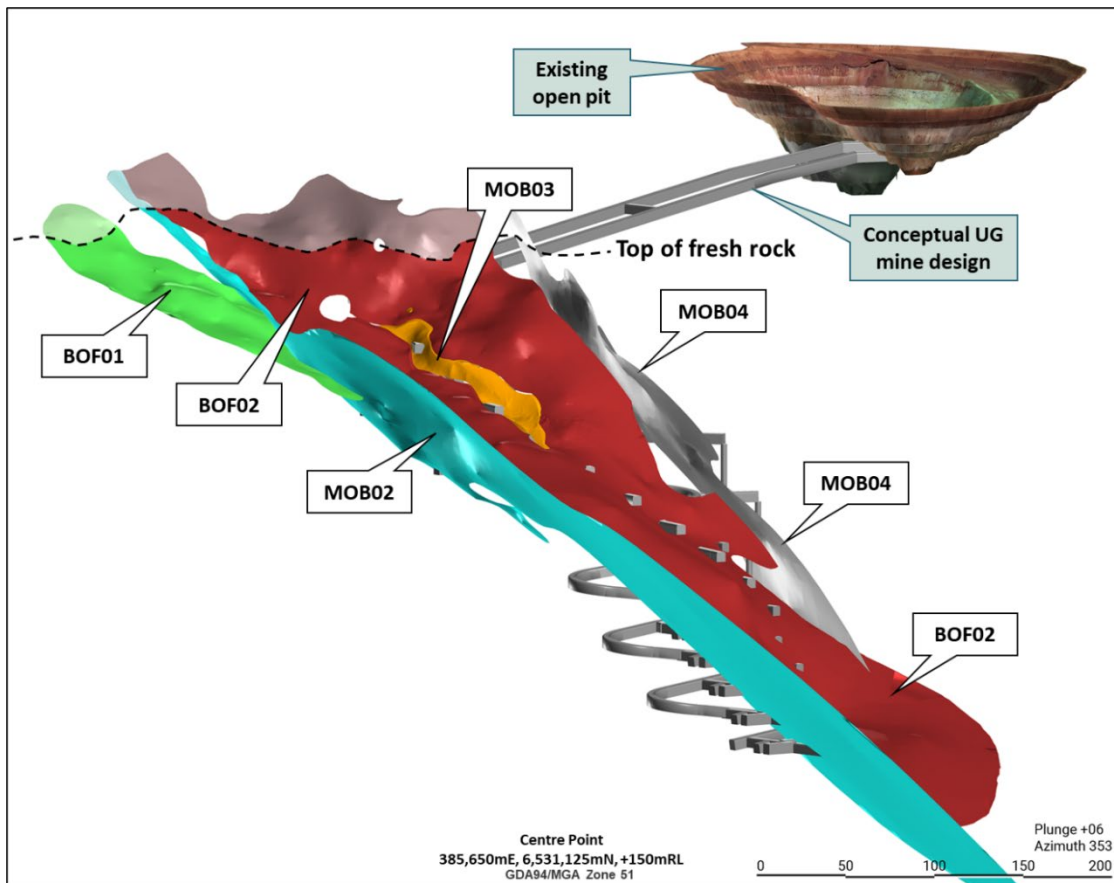 Existing
open pit
MOB03
Top of fresh rock
Conceptual UG
mine design
BOF01
BOF02
MOB04
MOB02
MOB04
BOF02
Centre Point
385,650mE, 6,531,125mN, +150mRL
GDA94/MGA Zone 51
Plunge +06
Azimuth 353
0 50 100 150 200